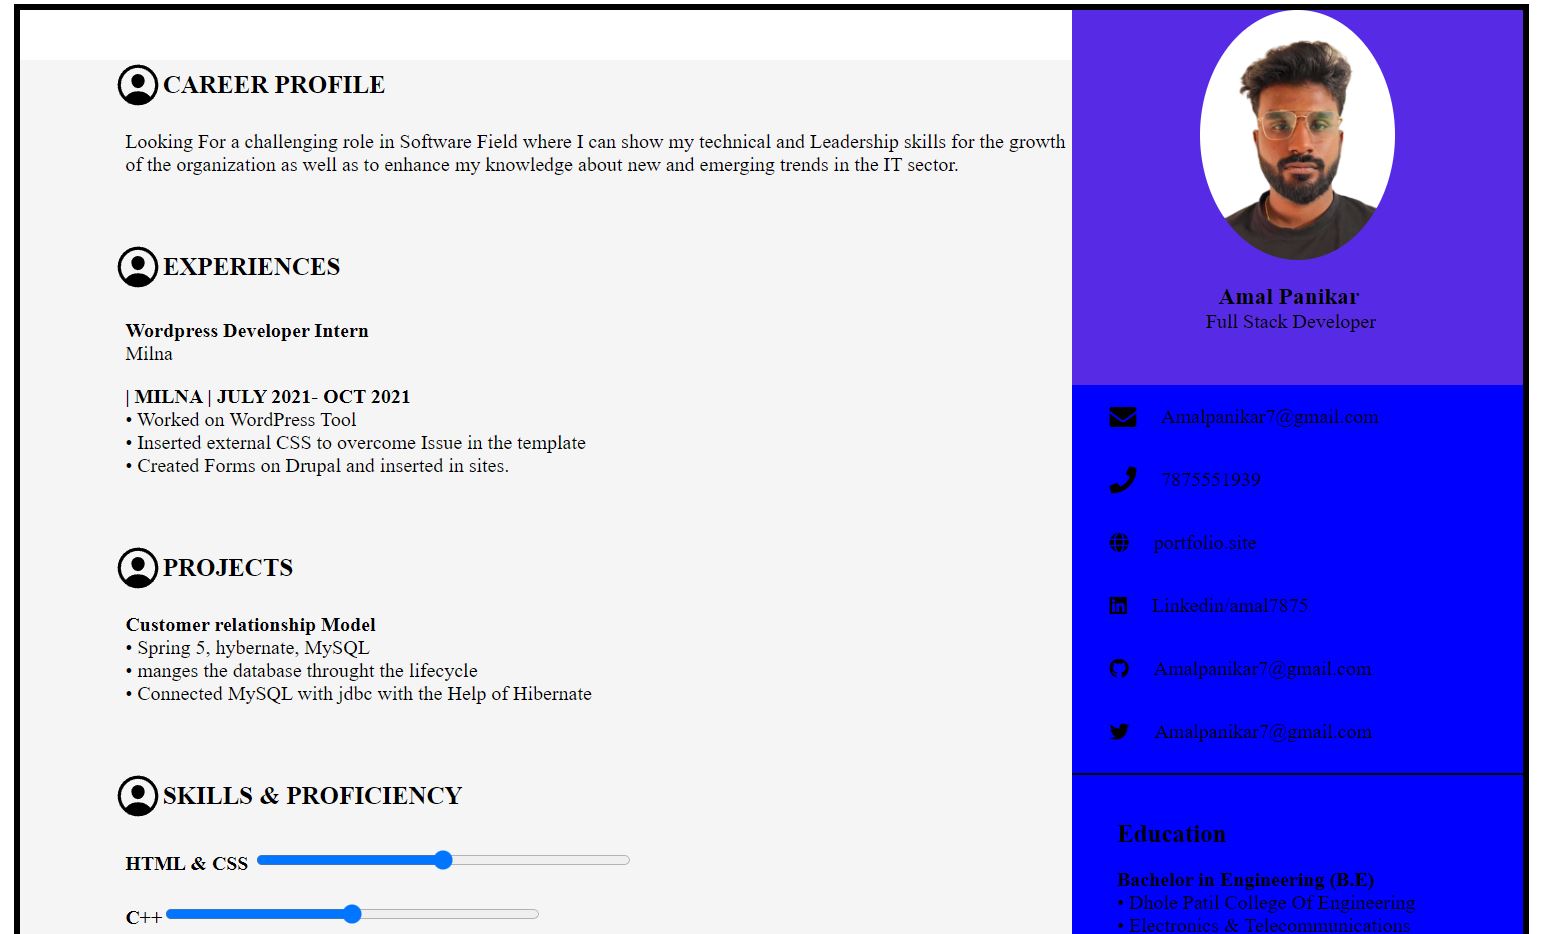 CAREER PROFILE
Looking For a challenging role in Software Field where I can show my technical and Leadership skills for the growth
of the organization as well as to enhance my knowledge about new and emerging trends in the IT sector.
EXPERIENCES
Wordpress Developer Intern
Milna
| MILNA | JULY 2021- OCT 2021
• Worked on WordPress Tool
• Inserted external CSS to overcome Issue in the template
• Created Forms on Drupal and inserted in sites.
PROJECTS
Customer relationship Model
• Spring 5, hybernate, MySQL
• manges the database throught the lifecycle
• Connected MySQL with jdbc with the Help of Hibernate
SKILLS & PROFICIENCY
HTML & CSS
C++
Amal Panikar
Full Stack Developer
Amalpanikar7@gmail.com
7875551939
portfolio.site
Linkedin/amal7875
Amalpanikar7@gmail.com
Amalpanikar7@gmail.com
Education
Bachelor in Engineering (B.E)
• Dhole Patil College Of Engineering
• Electronics & Telecommunications